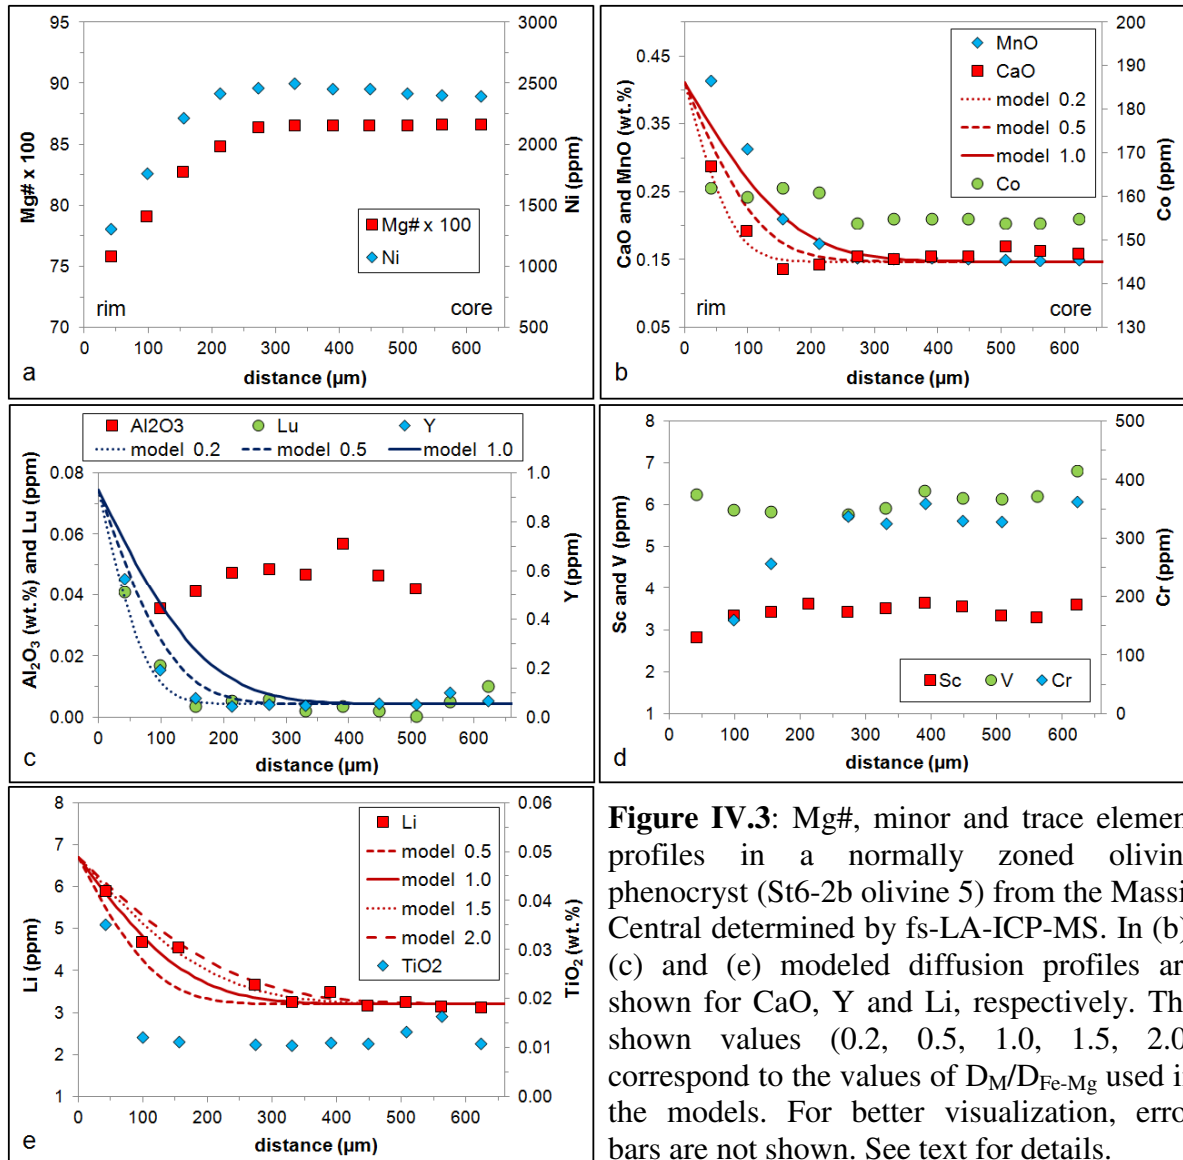 95
90
85
80
75
70
Mg# x 100
3000
2500
2000
1500
1000
500
Ni (ppm)
Mg# x 100
Ni
rim core
0 100 200 300 400 500 600
distance (µm)
a
0.45
0.35
0.25
0.15
0.05
CaO and MnO (wt.%)
200
190
180
170
160
150
140
130
Co (ppm)
MnO
CaO
model 0.2
model 0.5
model 1.0
Co
rim core
0 100 200 300 400 500 600
distance (µm)
b
Al2O3 Lu Y
model 0.2 model 0.5 model 1.0
0.08
0.06
0.04
0.02
0.00
Al₂O₃ (wt.%) and Lu (ppm)
1.0
0.8
0.6
0.4
0.2
0.0
Y (ppm)
0 100 200 300 400 500 600
distance (µm)
c
8
7
6
5
4
3
2
1
Sc and V (ppm)
500
400
300
200
100
0
Cr (ppm)
Sc V Cr
0 100 200 300 400 500 600
distance (µm)
d
8
7
6
5
4
3
2
1
Li (ppm)
0.06
0.05
0.04
0.03
0.02
0.01
0.00
TiO₂ (wt.%)
Li
model 0.5
model 1.0
model 1.5
model 2.0
TiO2
0 100 200 300 400 500 600
distance (µm)
e
Figure IV.3: Mg#, minor and trace elemen
profiles in a normally zoned olivin
phenocryst (St6-2b olivine 5) from the Massi
Central determined by fs-LA-ICP-MS. In (b)
(c) and (e) modeled diffusion profiles ar
shown for CaO, Y and Li, respectively. Th
shown values (0.2, 0.5, 1.0, 1.5, 2.0
correspond to the values of D_M/D_Fe-Mg used i
the models. For better visualization, erro
bars are not shown. See text for details.